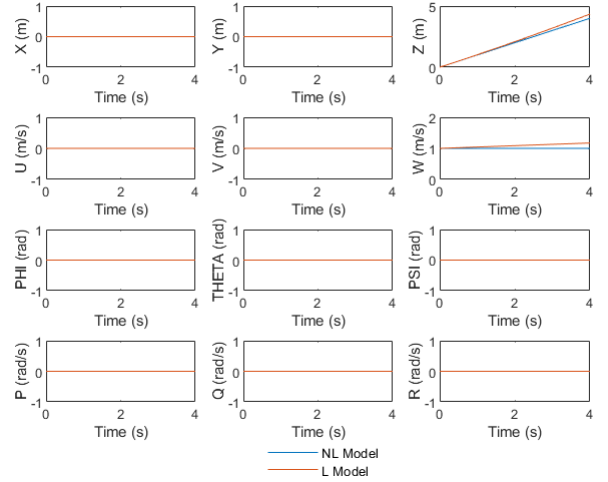 1 1 5
X (m) 0 Y (m) 0 Z (m)
-1 -1 0
0 2 4 0 2 4 0 2 4
Time (s) Time (s) Time (s)
1 1 2
U (m/s) 0 V (m/s) 0 W (m/s) 1
-1 -1 0
0 2 4 0 2 4 0 2 4
Time (s) Time (s) Time (s)
1 1 1
PHI (rad) 0 THETA (rad) 0 PSI (rad) 0
-1 -1 -1
0 2 4 0 2 4 0 2 4
Time (s) Time (s) Time (s)
1 1 1
P (rad/s) 0 Q (rad/s) 0 R (rad/s) 0
-1 -1 -1
0 2 4 0 2 4 0 2 4
Time (s) Time (s) Time (s)
NL Model
L Model